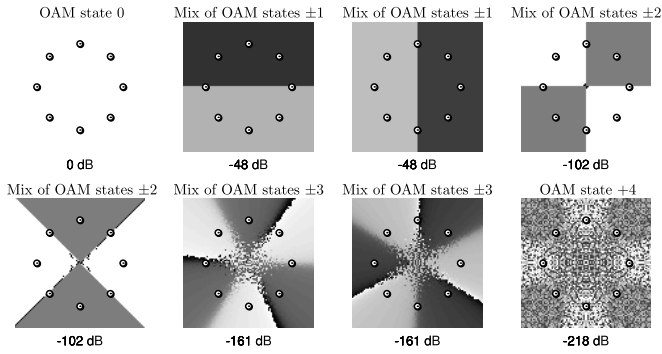 OAM state 0
Mix of OAM states ±1
Mix of OAM states ±1
Mix of OAM states ±2
0 dB
-48 dB
-48 dB
-102 dB
Mix of OAM states ±2
Mix of OAM states ±3
Mix of OAM states ±3
OAM state +4
-102 dB
-161 dB
-161 dB
-218 dB